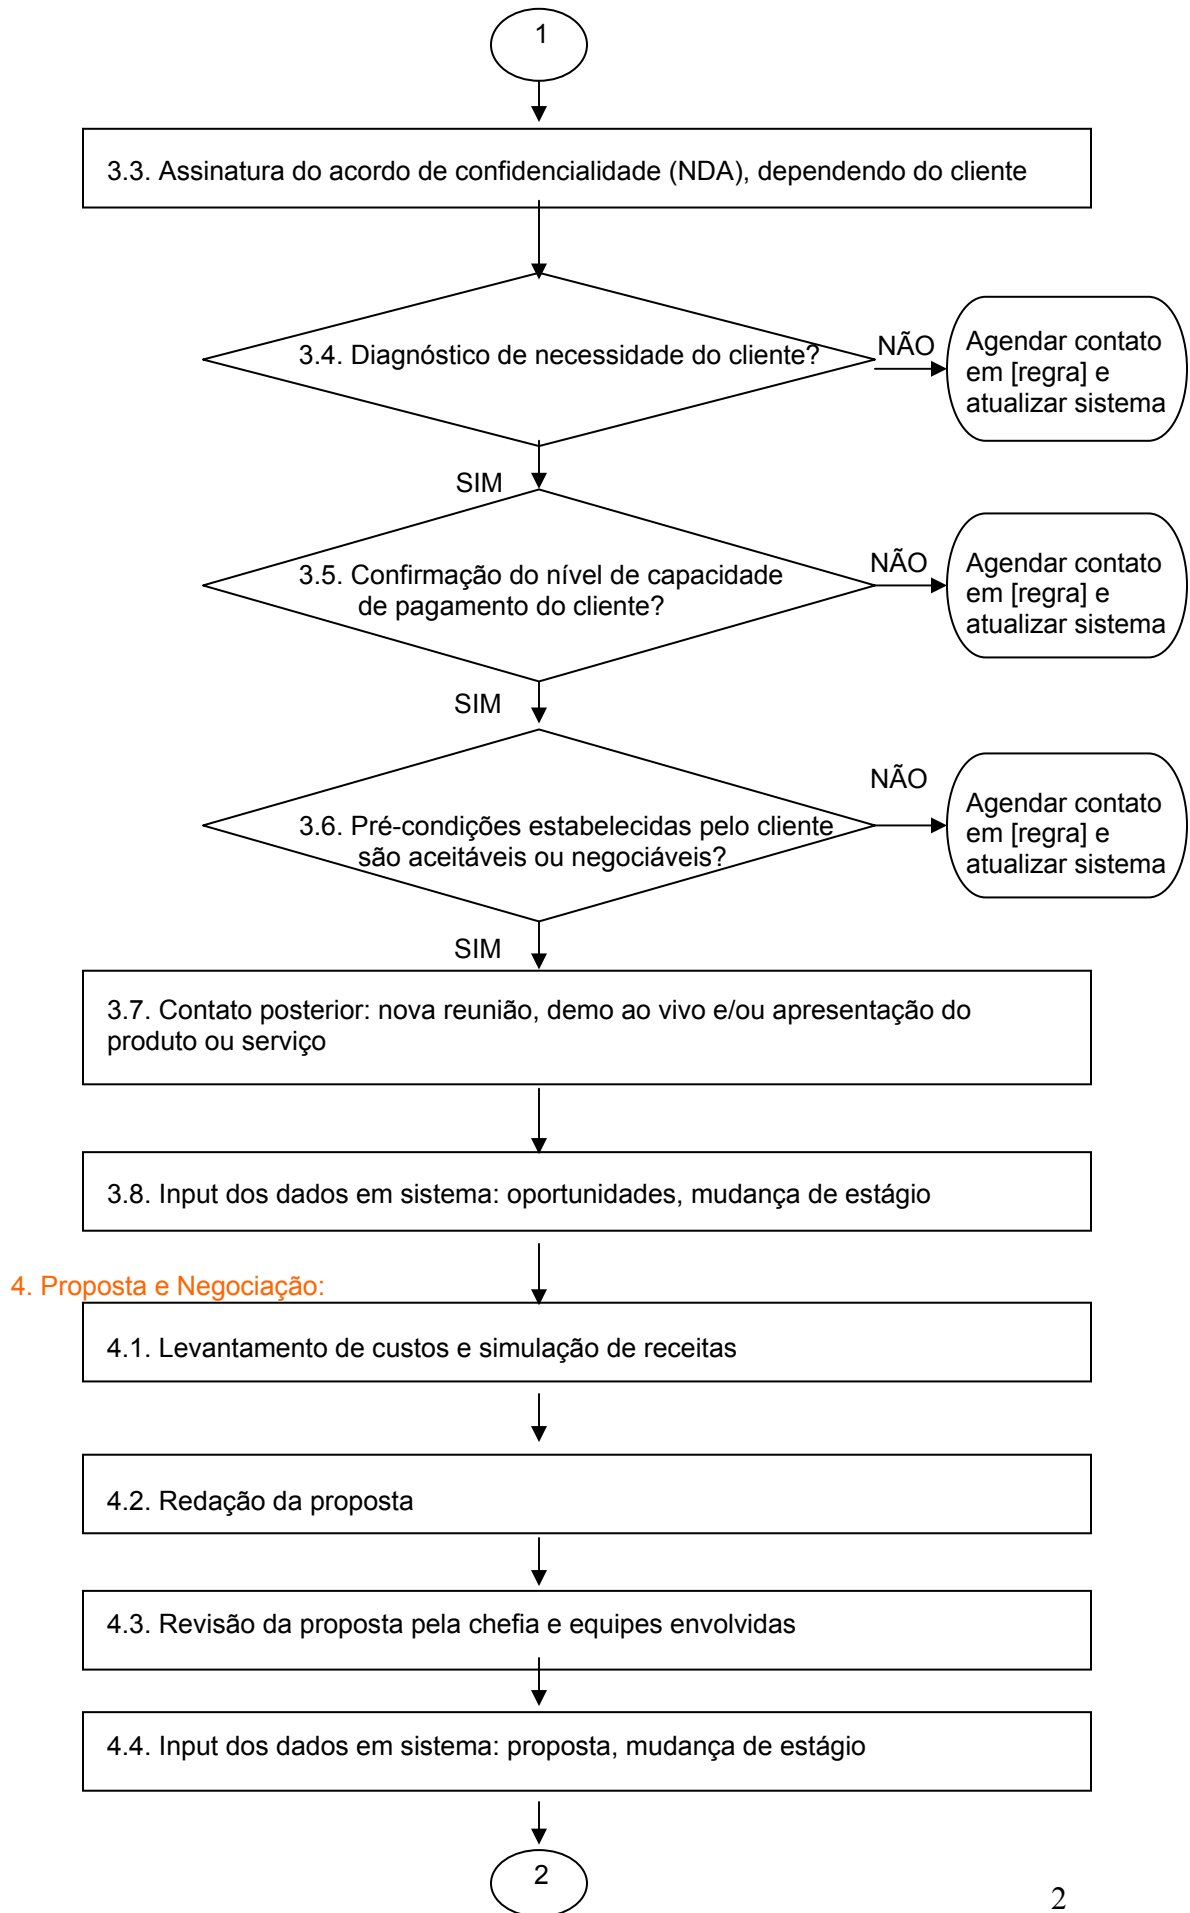 1
3.3. Assinatura do acordo de confidencialidade (NDA), dependendo do cliente
3.4. Diagnóstico de necessidade do cliente?
NÃO
Agendar contato
em [regra] e
atualizar sistema
SIM
3.5. Confirmação do nível de capacidade
de pagamento do cliente?
NÃO
Agendar contato
em [regra] e
atualizar sistema
SIM
3.6. Pré-condições estabelecidas pelo cliente
são aceitáveis ou negociáveis?
NÃO
Agendar contato
em [regra] e
atualizar sistema
SIM
3.7. Contato posterior: nova reunião, demo ao vivo e/ou apresentação do
produto ou serviço
3.8. Input dos dados em sistema: oportunidades, mudança de estágio
4. Proposta e Negociação:
4.1. Levantamento de custos e simulação de receitas
4.2. Redação da proposta
4.3. Revisão da proposta pela chefia e equipes envolvidas
4.4. Input dos dados em sistema: proposta, mudança de estágio
2
2